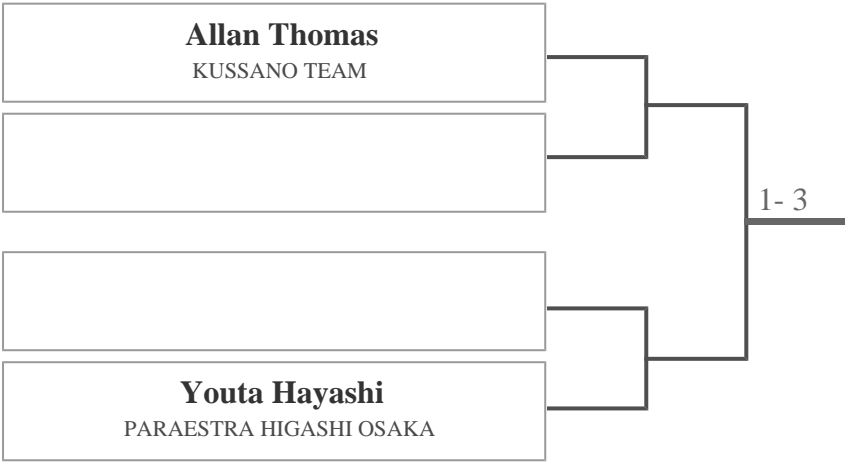 Allan Thomas
KUSSANO TEAM
1- 3
Youta Hayashi
PARAESTRA HIGASHI OSAKA